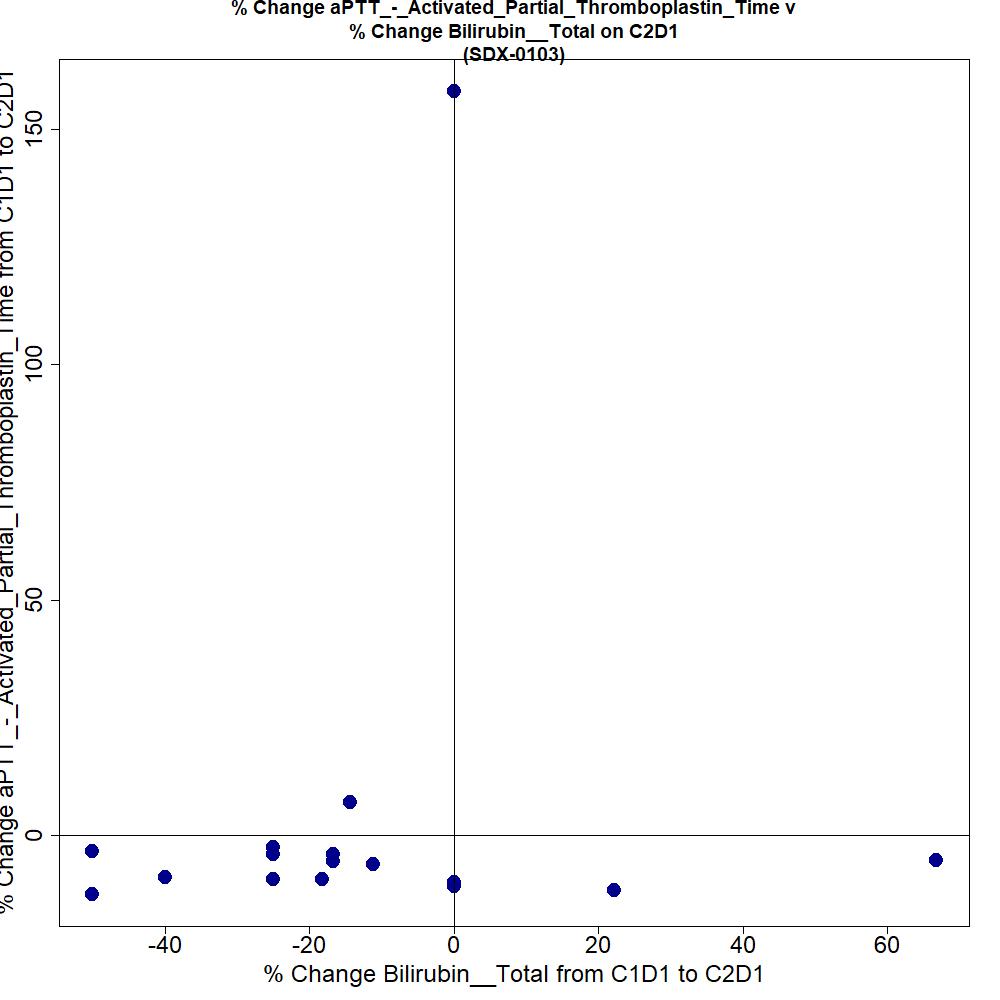 % Change aPTT_-_Activated_Partial_Thromboplastin_Time v
% Change Bilirubin__Total on C2D1
(SDX-0103)
% Change aPTT_-_Activated_Partial_Thromboplastin_Time from C1D1 to C2D1
150
100
50
0
-40
-20
0
20
40
60
% Change Bilirubin__Total from C1D1 to C2D1